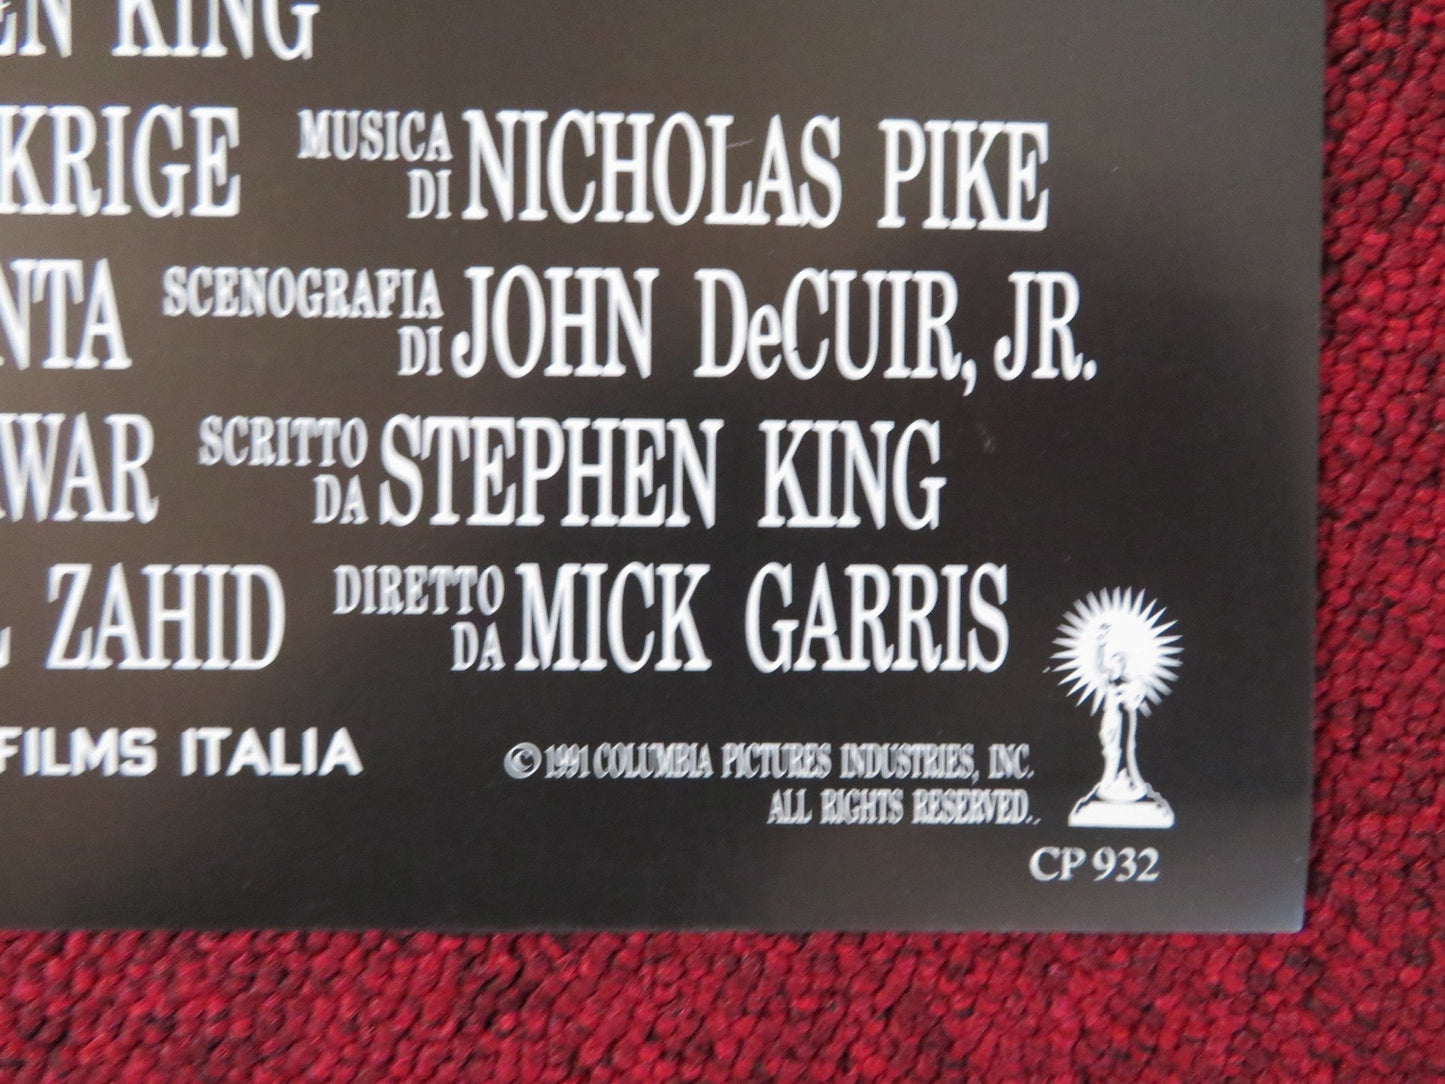 EN KING
KRIGE MUSICA DI NICHOLAS PIKE
NTA SCENOGRAFIA DI JOHN DeCUIR, JR.
WAR SCRITTO DA STEPHEN KING
ZAHID DIRETTO DA MICK GARRIS
FILMS ITALIA
© 1991 COLUMBIA PICTURES INDUSTRIES, INC.
ALL RIGHTS RESERVED.
CP 932